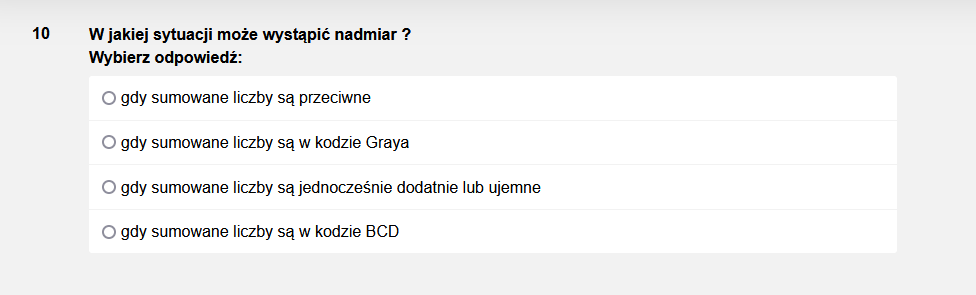 10 W jakiej sytuacji może wystąpić nadmiar ?
Wybierz odpowiedź:
gdy sumowane liczby są przeciwne
gdy sumowane liczby są w kodzie Graya
gdy sumowane liczby są jednocześnie dodatnie lub ujemne
gdy sumowane liczby są w kodzie BCD